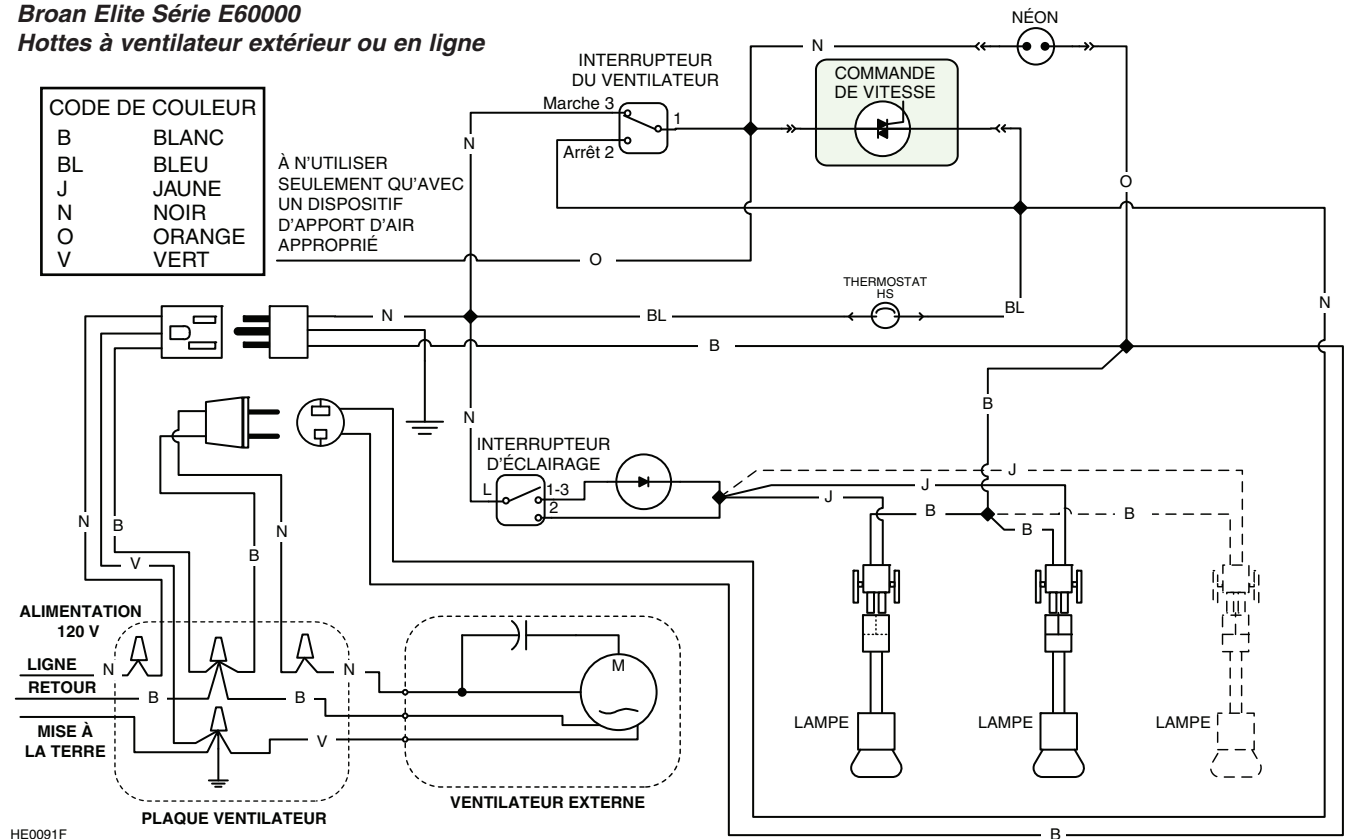 Broan Elite Série E60000
Hottes à ventilateur extérieur ou en ligne
CODE DE COULEUR
B BLANC
BL BLEU
J JAUNE
N NOIR
O ORANGE
V VERT
À N'UTILISER
SEULEMENT QU'AVEC
UN DISPOSITIF
D'APPORT D'AIR
APPROPRIÉ
INTERRUPTEUR
DU VENTILATEUR
Marche 3
1
Arrêt 2
N
NÉON
COMMANDE
DE VITESSE
N
O
O
THERMOSTAT
HS
N
BL
BL
N
B
N
INTERRUPTEUR
D'ÉCLAIRAGE
L
1-3
2
B
J
J
J
B
B
B
N
B
V
B
N
ALIMENTATION
120 V
LIGNE
N
RETOUR
B
MISE À
LA TERRE
N
B
V
M
LAMPE
LAMPE
LAMPE
PLAQUE VENTILATEUR
VENTILATEUR EXTERNE
B
HE0091F